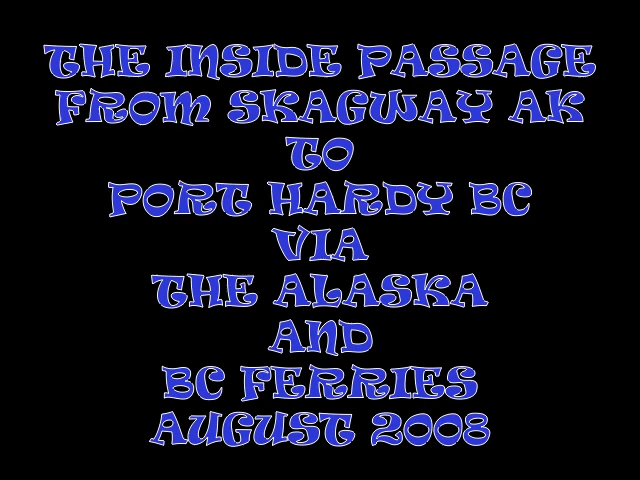 THE INSIDE PASSAGE
FROM SKAGWAY AK
TO
PORT HARDY BC
VIA
THE ALASKA
AND
BC FERRIES
AUGUST 2008